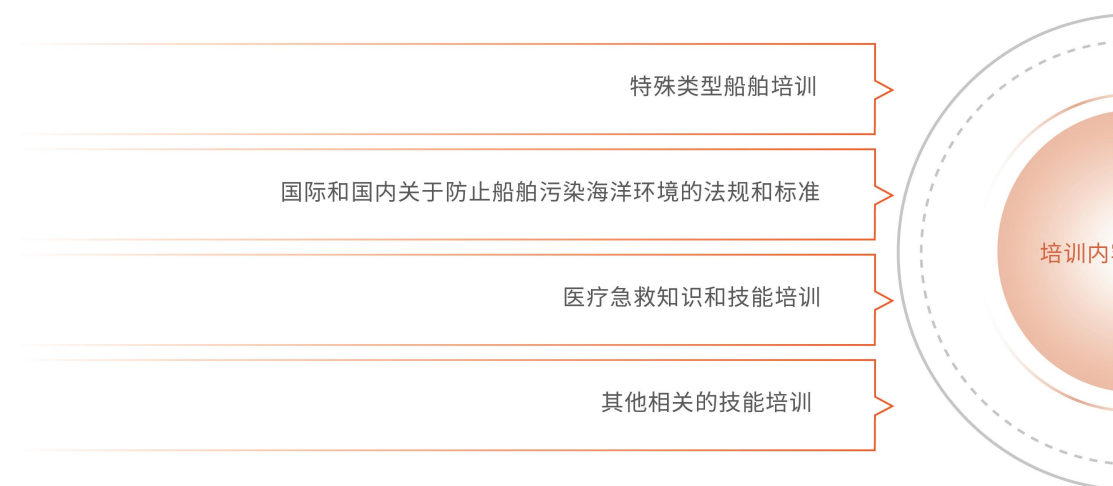 特殊类型船舶培训
国际和国内关于防止船舶污染海洋环境的法规和标准
医疗急救知识和技能培训
其他相关的技能培训
培训内